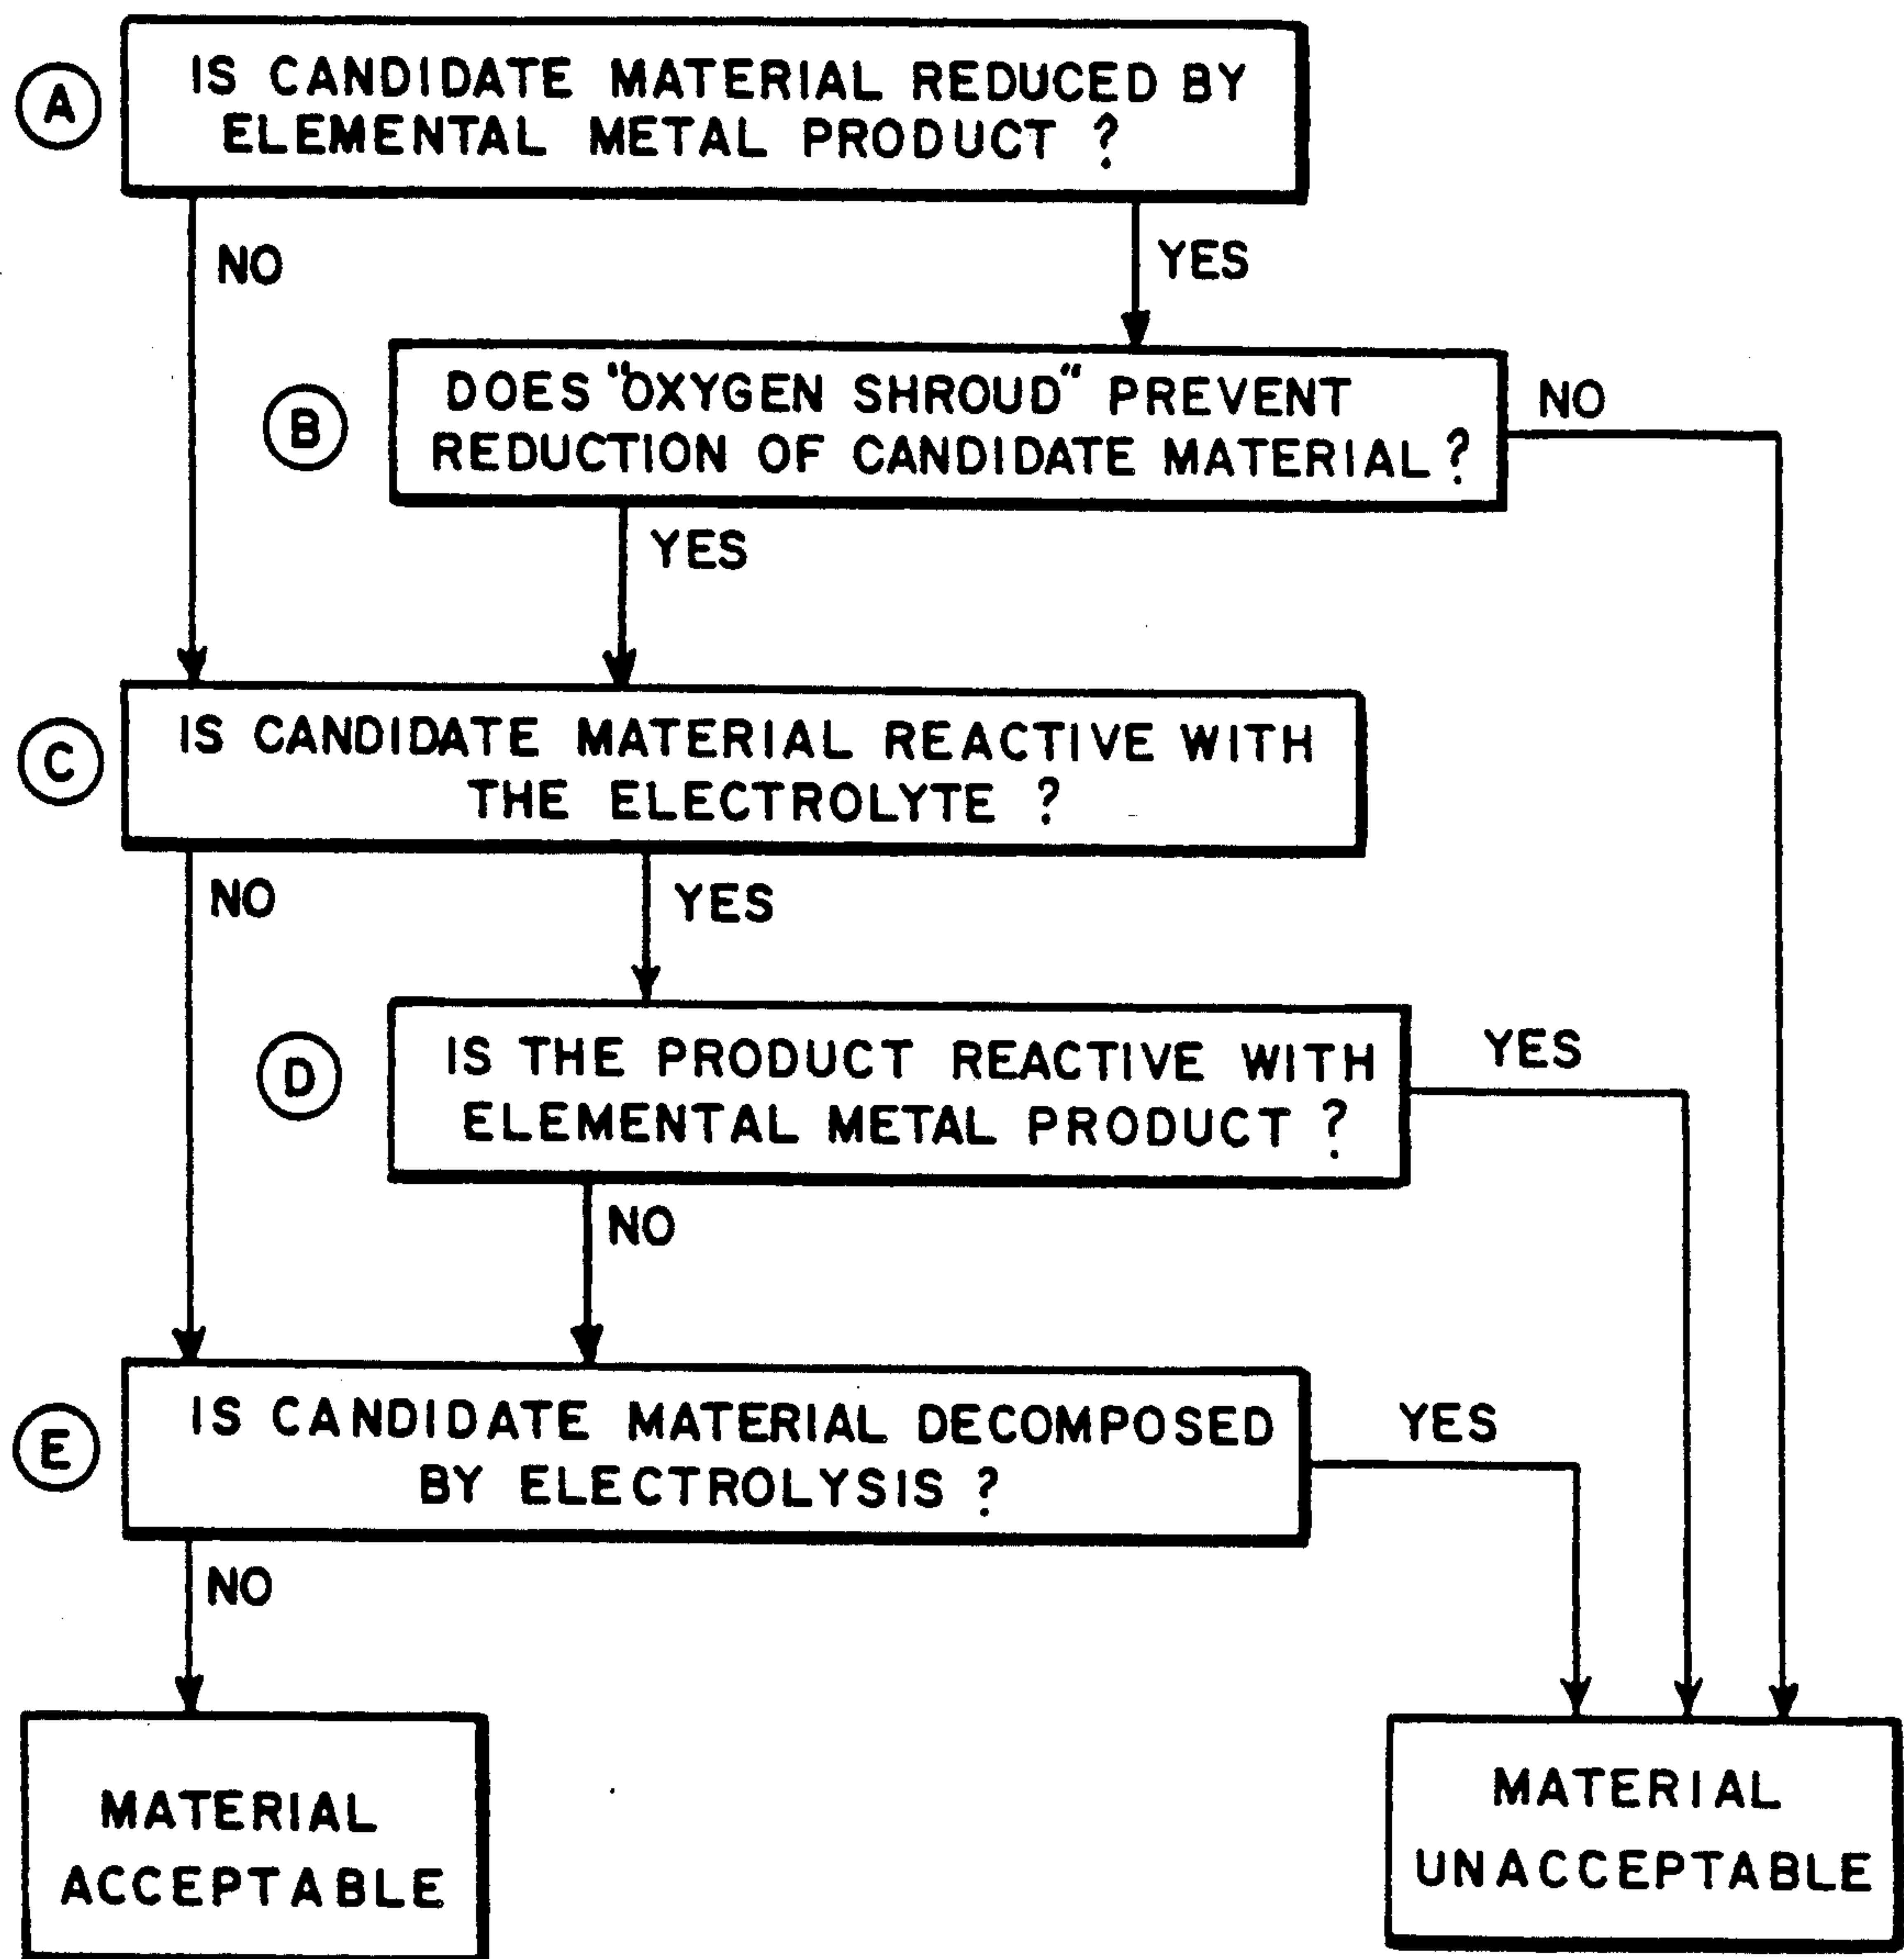 A
IS CANDIDATE MATERIAL REDUCED BY
ELEMENTAL METAL PRODUCT ?
NO
YES
B
DOES "OXYGEN SHROUD" PREVENT
REDUCTION OF CANDIDATE MATERIAL ?
NO
YES
C
IS CANDIDATE MATERIAL REACTIVE WITH
THE ELECTROLYTE ?
NO
YES
D
IS THE PRODUCT REACTIVE WITH
ELEMENTAL METAL PRODUCT ?
YES
NO
E
IS CANDIDATE MATERIAL DECOMPOSED
BY ELECTROLYSIS ?
YES
NO
MATERIAL
ACCEPTABLE
MATERIAL
UNACCEPTABLE